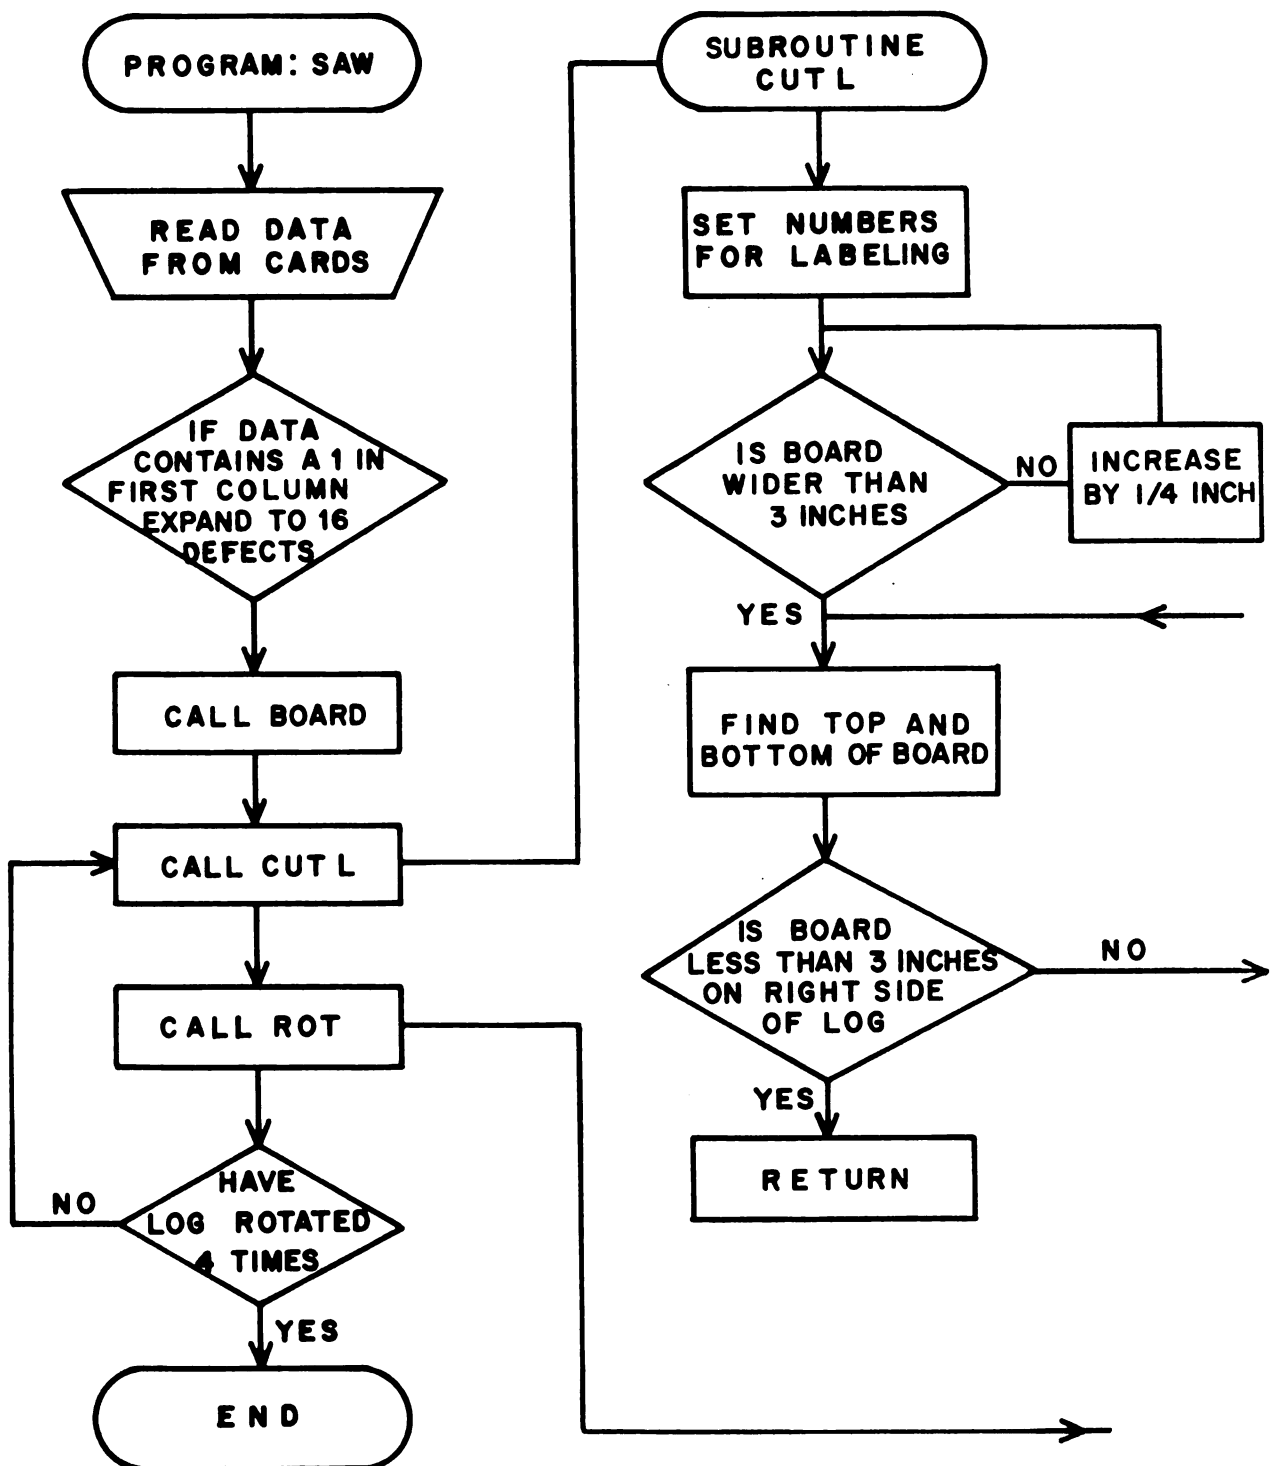 PROGRAM: SAW
READ DATA
FROM CARDS
IF DATA
CONTAINS A 1 IN
FIRST COLUMN
EXPAND TO 16
DEFECTS
CALL BOARD
CALL CUTL
CALL ROT
HAVE
LOG ROTATED
4 TIMES
NO
YES
END
SUBROUTINE
CUTL
SET NUMBERS
FOR LABELING
IS BOARD
WIDER THAN
3 INCHES
NO
INCREASE
BY 1/4 INCH
YES
FIND TOP AND
BOTTOM OF BOARD
IS BOARD
LESS THAN 3 INCHES
ON RIGHT SIDE
OF LOG
NO
YES
RETURN